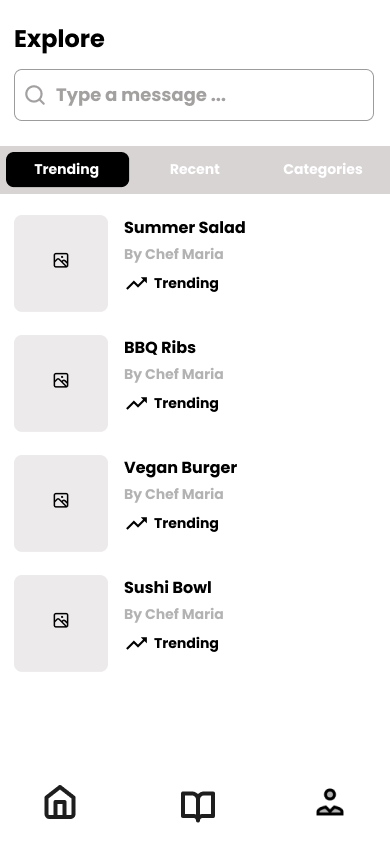 Explore
Type a message ...
Trending Recent Categories
Summer Salad
By Chef Maria
Trending
BBQ Ribs
By Chef Maria
Trending
Vegan Burger
By Chef Maria
Trending
Sushi Bowl
By Chef Maria
Trending